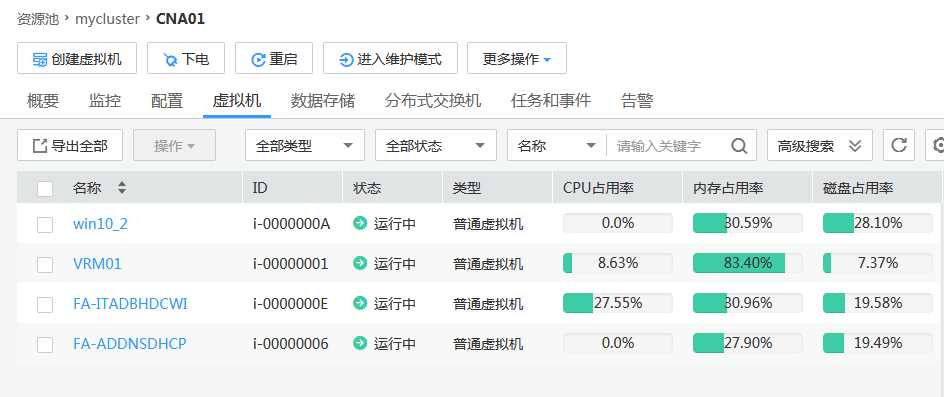 资源池 › mycluster › CNA01
创建虚拟机 下电 重启 进入维护模式 更多操作
概要 监控 配置 虚拟机 数据存储 分布式交换机 任务和事件 告警
导出全部 操作 全部类型 全部状态 名称 请输入关键字 高级搜索
名称 ID 状态 类型 CPU占用率 内存占用率 磁盘占用率
win10_2 i-0000000A 运行中 普通虚拟机 0.0% 30.59% 28.10%
VRM01 i-00000001 运行中 普通虚拟机 8.63% 83.40% 7.37%
FA-ITADBHDCWI i-0000000E 运行中 普通虚拟机 27.55% 30.96% 19.58%
FA-ADDNSDHCP i-00000006 运行中 普通虚拟机 0.0% 27.90% 19.49%